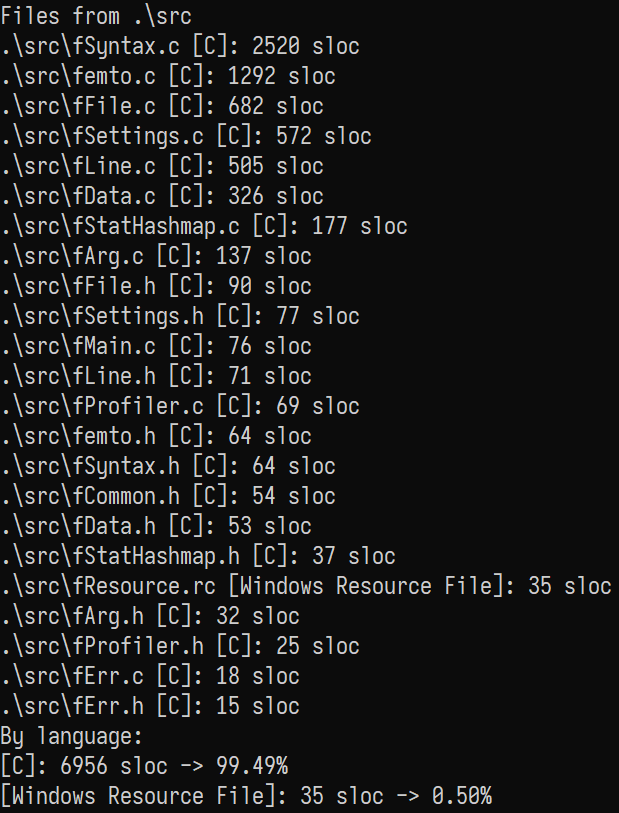 Files from .\src
.\src\fSyntax.c [C]: 2520 sloc
.\src\femto.c [C]: 1292 sloc
.\src\fFile.c [C]: 682 sloc
.\src\fSettings.c [C]: 572 sloc
.\src\fLine.c [C]: 505 sloc
.\src\fData.c [C]: 326 sloc
.\src\fStatHashmap.c [C]: 177 sloc
.\src\fArg.c [C]: 137 sloc
.\src\fFile.h [C]: 90 sloc
.\src\fSettings.h [C]: 77 sloc
.\src\fMain.c [C]: 76 sloc
.\src\fLine.h [C]: 71 sloc
.\src\fProfiler.c [C]: 69 sloc
.\src\femto.h [C]: 64 sloc
.\src\fSyntax.h [C]: 64 sloc
.\src\fCommon.h [C]: 54 sloc
.\src\fData.h [C]: 53 sloc
.\src\fStatHashmap.h [C]: 37 sloc
.\src\fResource.rc [Windows Resource File]: 35 sloc
.\src\fArg.h [C]: 32 sloc
.\src\fProfiler.h [C]: 25 sloc
.\src\fErr.c [C]: 18 sloc
.\src\fErr.h [C]: 15 sloc
By language:
[C]: 6956 sloc -> 99.49%
[Windows Resource File]: 35 sloc -> 0.50%